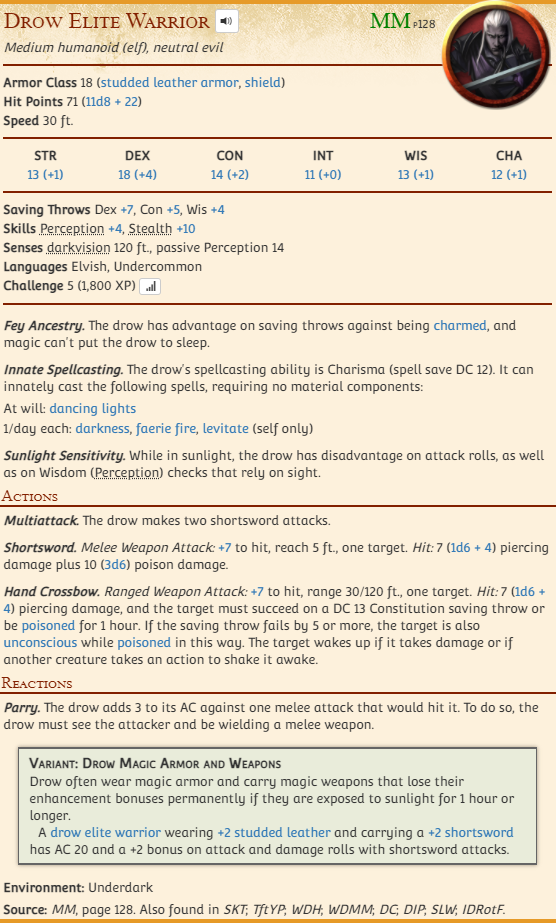 Drow Elite Warrior
MM P128
Medium humanoid (elf), neutral evil
Armor Class 18 (studded leather armor, shield)
Hit Points 71 (11d8 + 22)
Speed 30 ft.
STR DEX CON INT WIS CHA
13 (+1) 18 (+4) 14 (+2) 11 (+0) 13 (+1) 12 (+1)
Saving Throws Dex +7, Con +5, Wis +4
Skills Perception +4, Stealth +10
Senses darkvision 120 ft., passive Perception 14
Languages Elvish, Undercommon
Challenge 5 (1,800 XP)
Fey Ancestry. The drow has advantage on saving throws against being charmed, and
magic can't put the drow to sleep.
Innate Spellcasting. The drow's spellcasting ability is Charisma (spell save DC 12). It can
innately cast the following spells, requiring no material components:
At will: dancing lights
1/day each: darkness, faerie fire, levitate (self only)
Sunlight Sensitivity. While in sunlight, the drow has disadvantage on attack rolls, as well
as on Wisdom (Perception) checks that rely on sight.
Actions
Multiattack. The drow makes two shortsword attacks.
Shortsword. Melee Weapon Attack: +7 to hit, reach 5 ft., one target. Hit: 7 (1d6 + 4) piercing
damage plus 10 (3d6) poison damage.
Hand Crossbow. Ranged Weapon Attack: +7 to hit, range 30/120 ft., one target. Hit: 7 (1d6 +
4) piercing damage, and the target must succeed on a DC 13 Constitution saving throw or
be poisoned for 1 hour. If the saving throw fails by 5 or more, the target is also
unconscious while poisoned in this way. The target wakes up if it takes damage or if
another creature takes an action to shake it awake.
Reactions
Parry. The drow adds 3 to its AC against one melee attack that would hit it. To do so, the
drow must see the attacker and be wielding a melee weapon.
Variant: Drow Magic Armor and Weapons
Drow often wear magic armor and carry magic weapons that lose their
enhancement bonuses permanently if they are exposed to sunlight for 1 hour or
longer.
A drow elite warrior wearing +2 studded leather and carrying a +2 shortsword
has AC 20 and a +2 bonus on attack and damage rolls with shortsword attacks.
Environment: Underdark
Source: MM, page 128. Also found in SKT; TftYP; WDH; WDMM; DC; DIP; SLW; IDRotF.